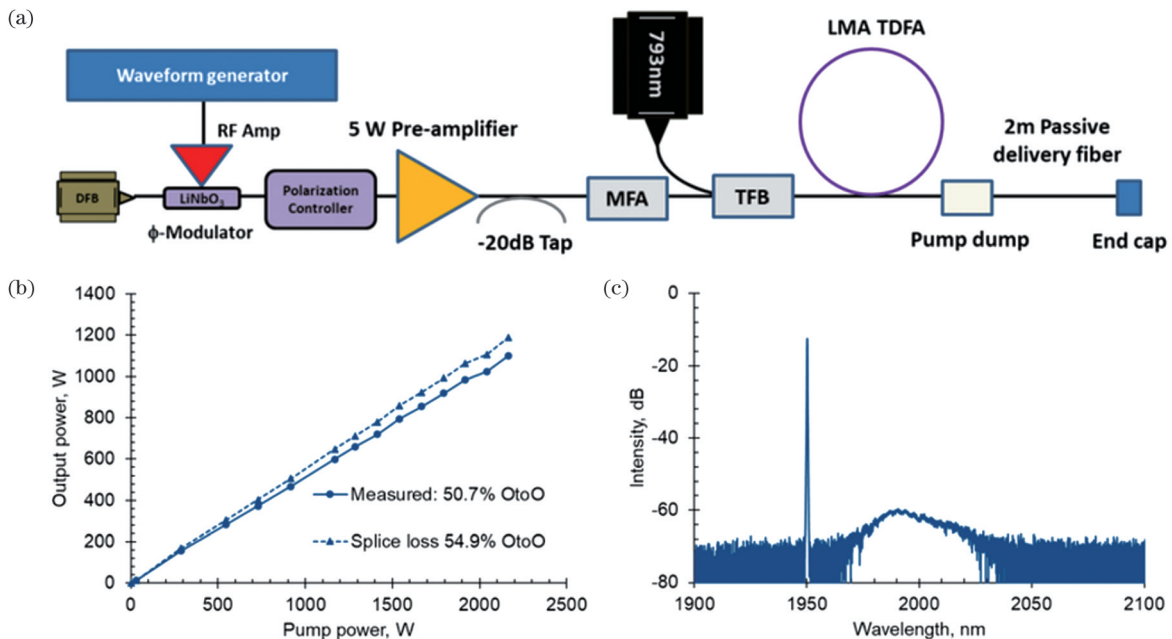 (a)
Waveform generator
RF Amp
DFB
LiNbO₃
ϕ-Modulator
Polarization
Controller
5 W Pre-amplifier
-20dB Tap
MFA
793nm
TFB
LMA TDFA
Pump dump
2m Passive
delivery fiber
End cap
(b)
1400
1200
1000
800
600
400
200
0
Output power, W
0
500
1000
1500
2000
2500
Pump power, W
Measured: 50.7% OtoO
Splice loss 54.9% OtoO
(c)
0
-20
-40
-60
-80
Intensity, dB
1900
1950
2000
2050
2100
Wavelength, nm